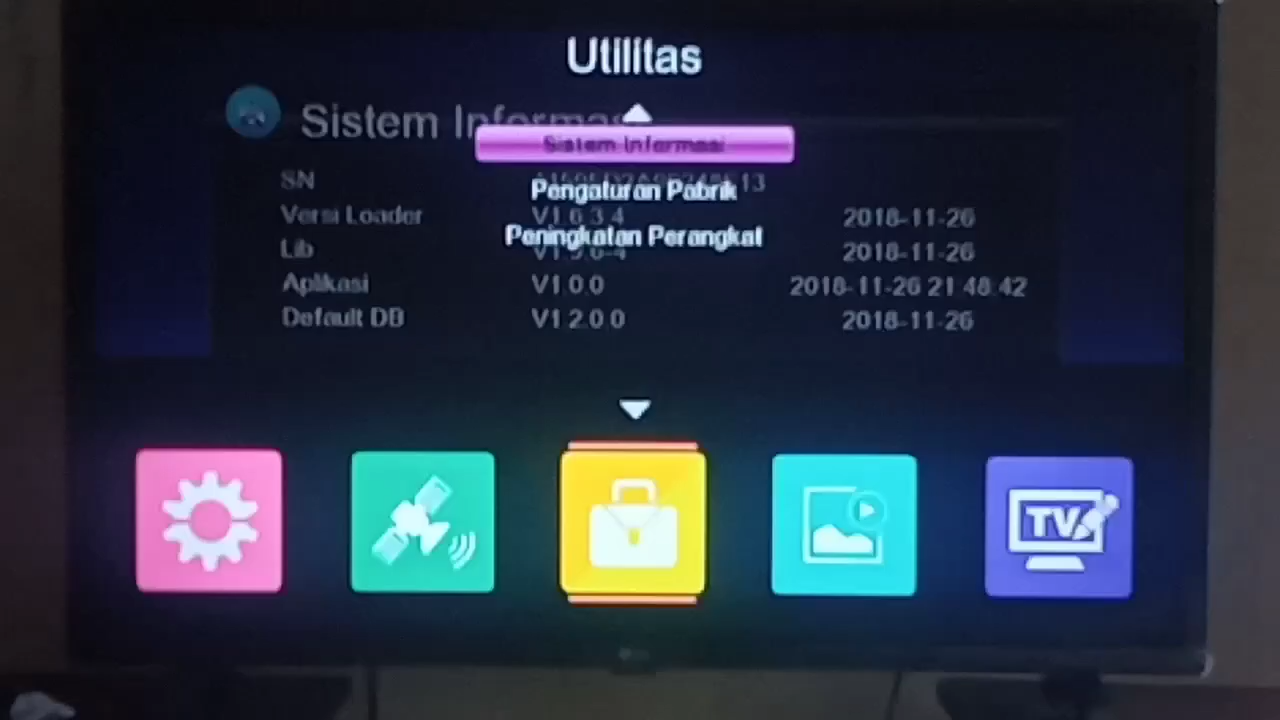 Utilitas
Sistem Informasi
Sistem Informasi
SN
Pengaturan Pabrik
Versi Loader V1.6.3.4 2018-11-26
Peningkatan Perangkat
Lib 2018-11-26
Aplikasi V1.0.0 2018-11-26 21:48:42
Default DB V1.2.0.0 2018-11-26
TV